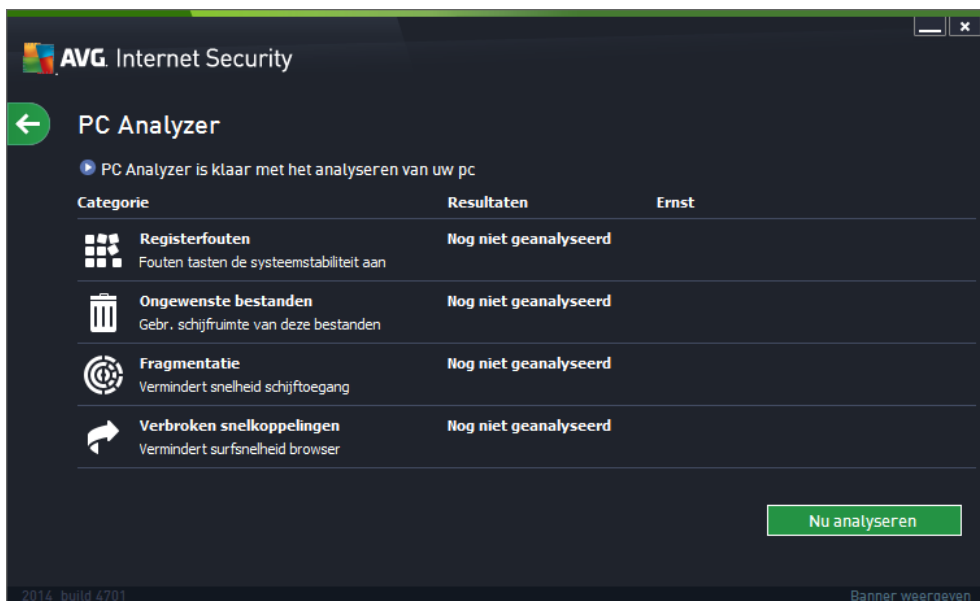 AVG. Internet Security
PC Analyzer
PC Analyzer is klaar met het analyseren van uw pc
Categorie Resultaten Ernst
Registerfouten Nog niet geanalyseerd
Fouten tasten de systeemstabiliteit aan
Ongewenste bestanden Nog niet geanalyseerd
Gebr. schijfruimte van deze bestanden
Fragmentatie Nog niet geanalyseerd
Vermindert snelheid schijftoegang
Verbroken snelkoppelingen Nog niet geanalyseerd
Vermindert surfsnelheid browser
Nu analyseren
2014 build 4701 Banner weergeven